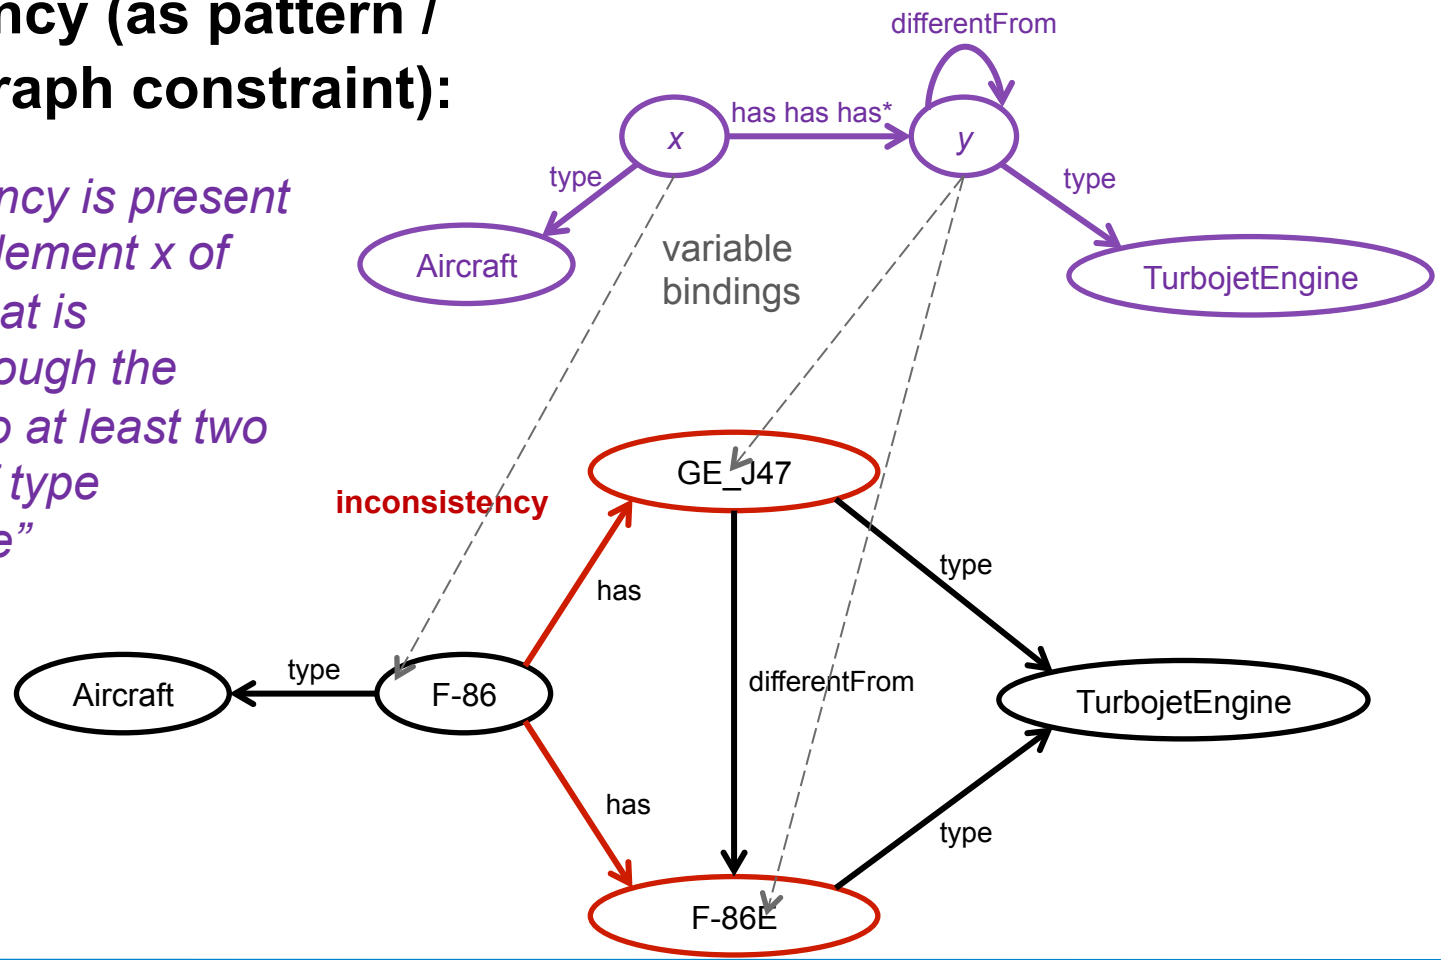 ncy (as pattern /
raph constraint):
ncy is present
lement x of
at is
ough the
o at least two
type
e”
differentFrom
has has has*
x
y
type
type
Aircraft
TurbojetEngine
variable
bindings
GE_J47
inconsistency
has
type
type
Aircraft
F-86
differentFrom
TurbojetEngine
has
type
F-86E